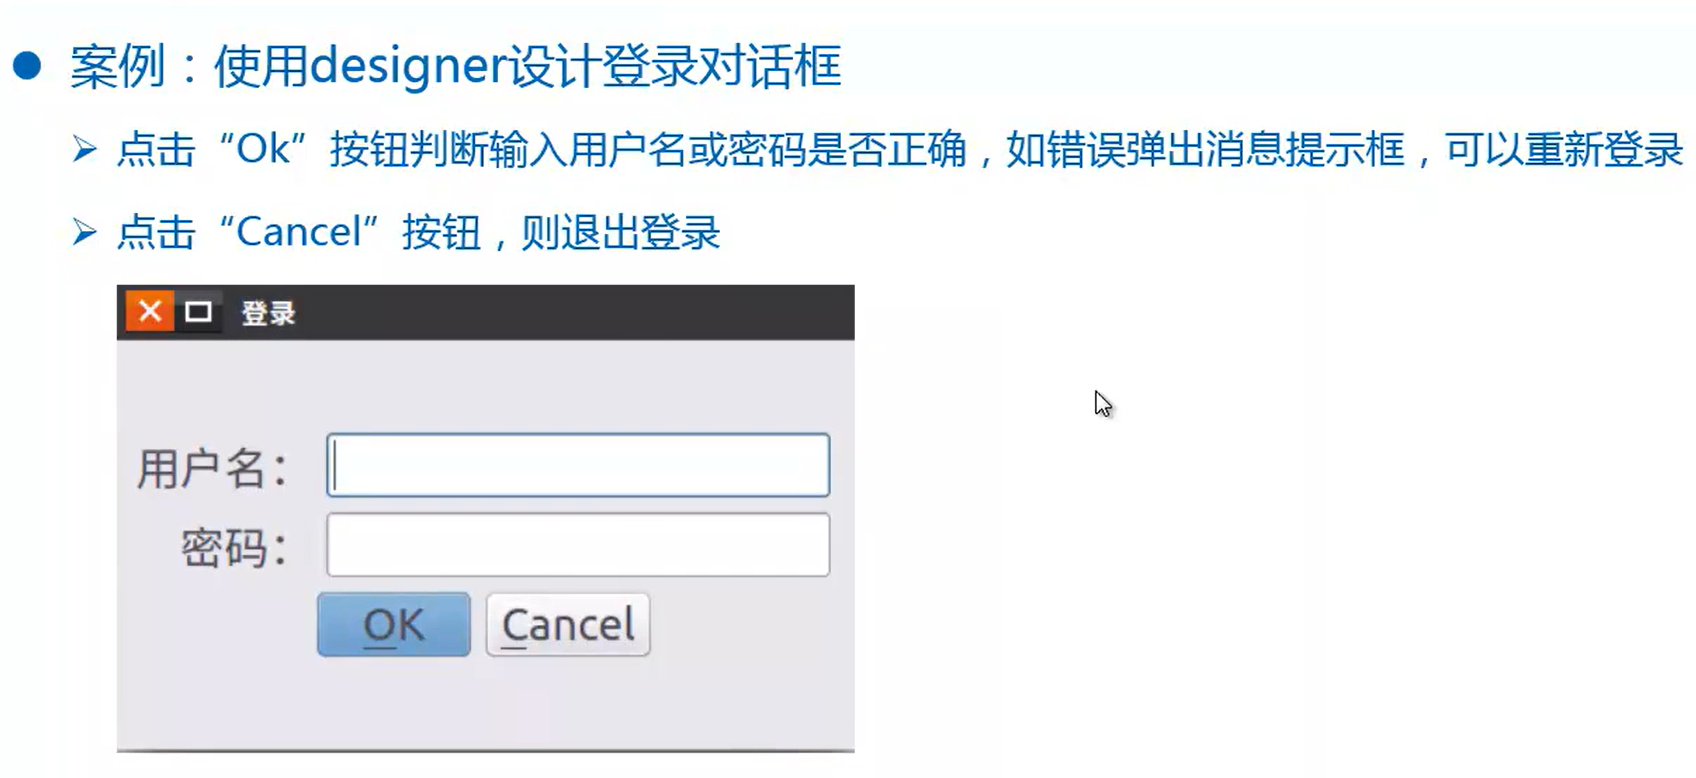 案例：使用designer设计登录对话框
点击“Ok”按钮判断输入用户名或密码是否正确，如错误弹出消息提示框，可以重新登录
点击“Cancel”按钮，则退出登录
登录
用户名：
密码：
OK Cancel